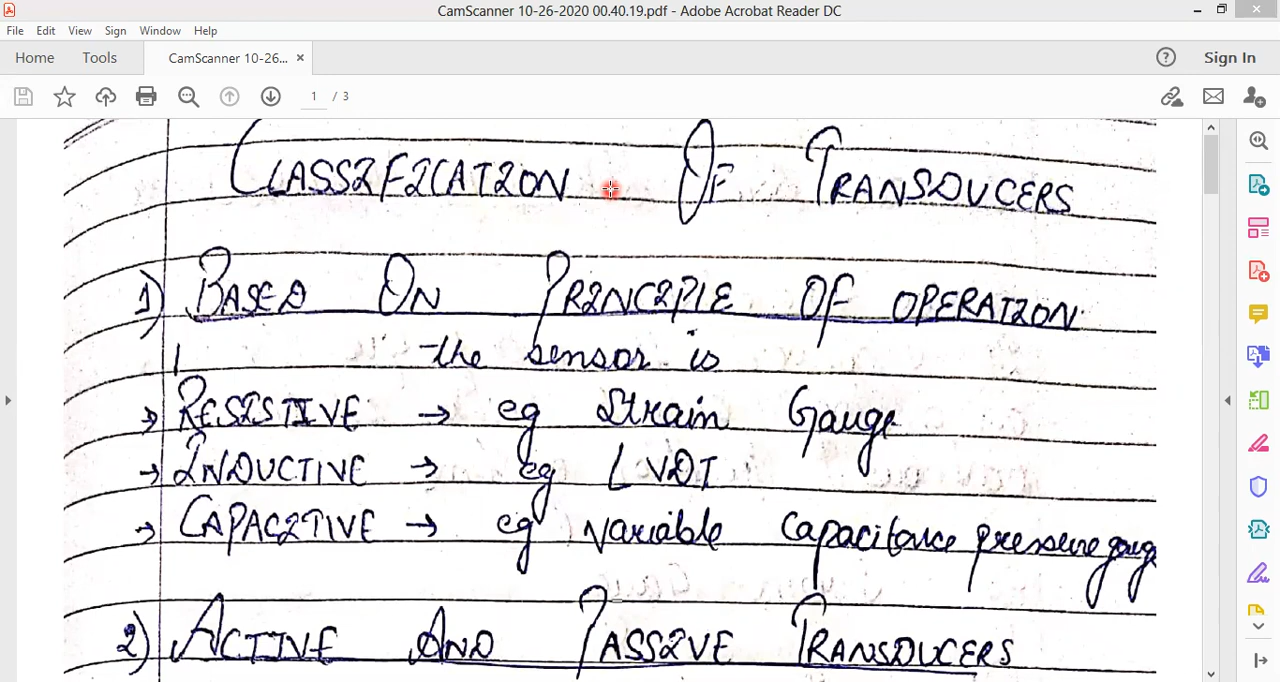 CamScanner 10-26-2020 00.40.19.pdf - Adobe Acrobat Reader DC
File Edit View Sign Window Help
Home Tools CamScanner 10-26... ×
1 / 3
Sign In
CLASSIFICATION OF TRANSDUCERS
1) BASED ON PRINCIPLE OF OPERATION
the sensor is
→ RESISTIVE → eg Strain Gauge
→ INDUCTIVE → eg LVDT
→ CAPACITIVE → eg variable capacitance pressure gaug
2) ACTIVE AND PASSIVE TRANSDUCERS